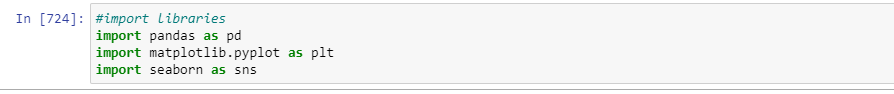 In [724]: #import libraries
import pandas as pd
import matplotlib.pyplot as plt
import seaborn as sns